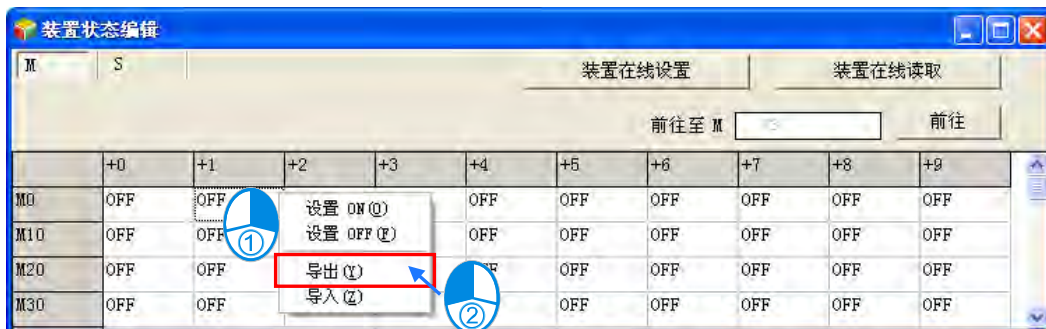 装置状态编辑
M S 装置在线设置 装置在线读取
前往至 M 前往
+0 +1 +2 +3 +4 +5 +6 +7 +8 +9
M0 OFF OFF OFF OFF OFF OFF OFF OFF
设置 ON(O)
M10 OFF OFF OFF OFF OFF OFF OFF OFF
设置 OFF(F)
①
M20 OFF OFF OFF OFF OFF OFF OFF
导出(Y)
M30 OFF OFF OFF OFF OFF OFF OFF
导入(Z)
②